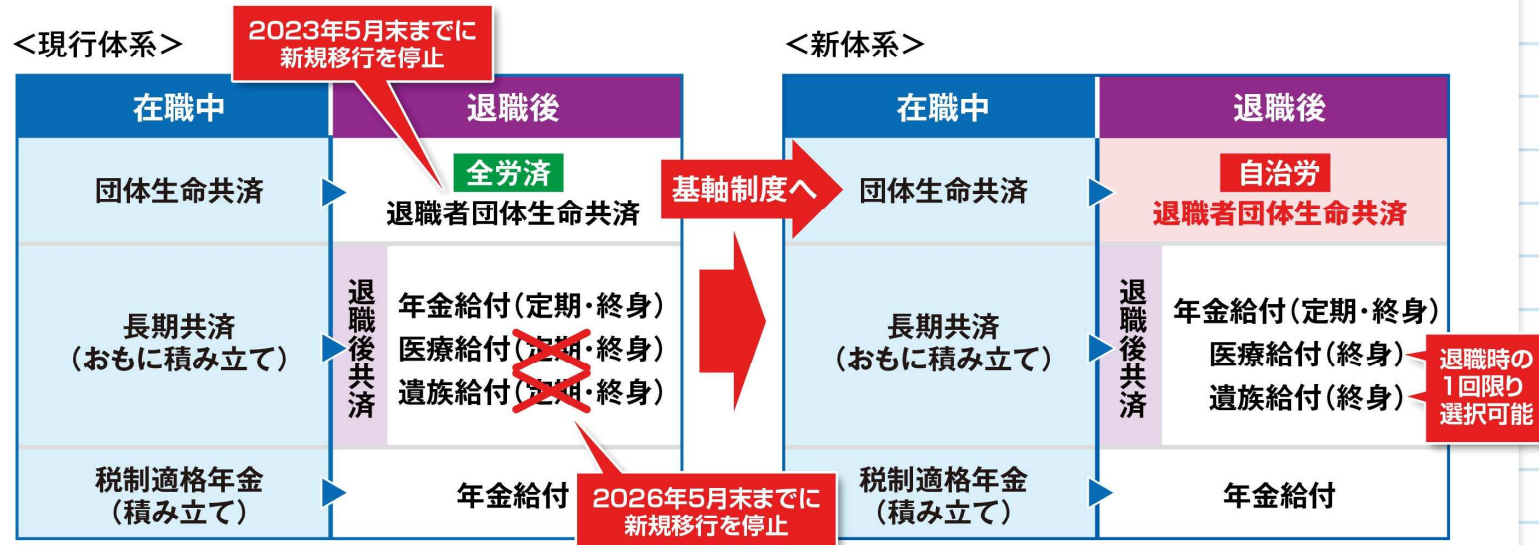 ＜現行体系＞
2023年5月末までに
新規移行を停止
在職中
退職後
団体生命共済
全労済
退職者団体生命共済
長期共済
（おもに積み立て）
退職後共済
年金給付（定期・終身）
医療給付（定期・終身）
遺族給付（定期・終身）
税制適格年金
（積み立て）
年金給付
2026年5月末までに
新規移行を停止
基軸制度へ
＜新体系＞
在職中
退職後
団体生命共済
自治労
退職者団体生命共済
長期共済
（おもに積み立て）
退職後共済
年金給付（定期・終身）
医療給付（終身）
遺族給付（終身）
退職時の
1回限り
選択可能
税制適格年金
（積み立て）
年金給付